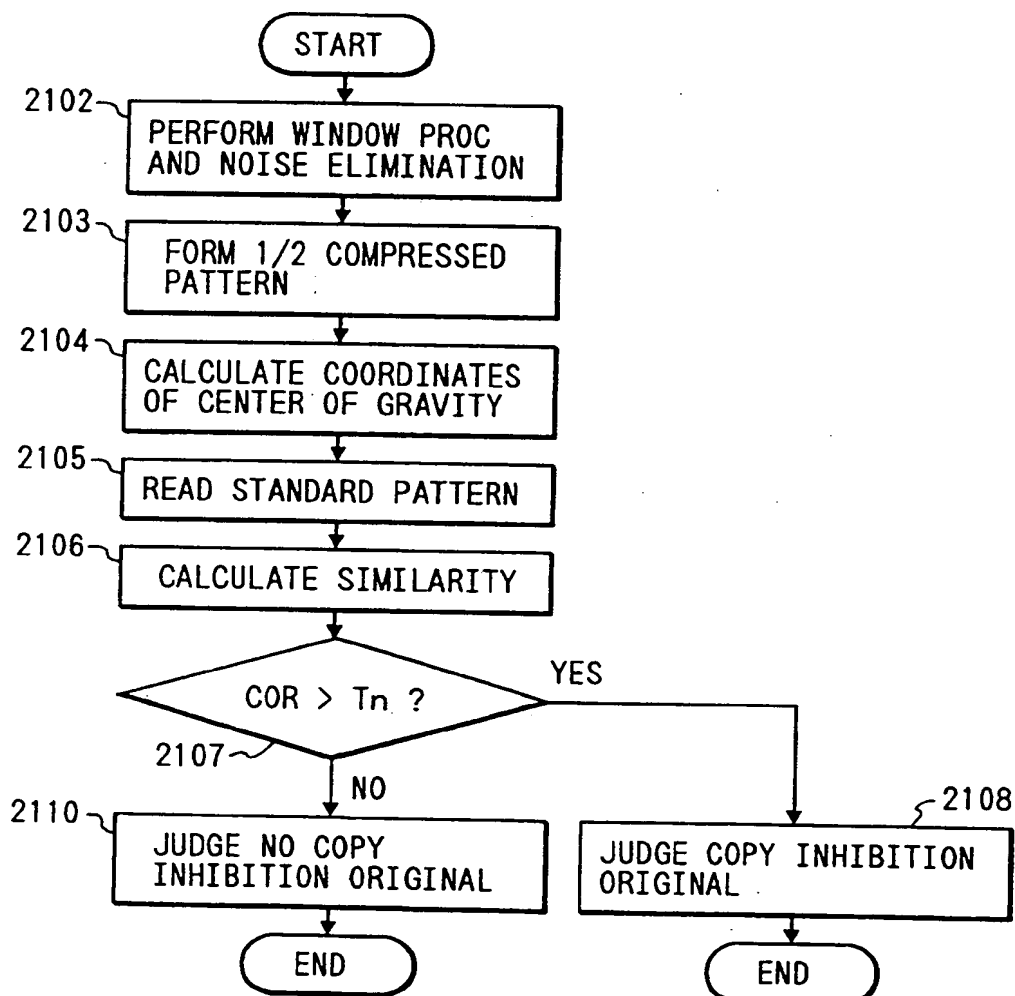 START
2102
PERFORM WINDOW PROC
AND NOISE ELIMINATION
2103
FORM 1/2 COMPRESSED
PATTERN
2104
CALCULATE COORDINATES
OF CENTER OF GRAVITY
2105
READ STANDARD PATTERN
2106
CALCULATE SIMILARITY
COR > Tn ?
YES
2107
NO
2110
JUDGE NO COPY
INHIBITION ORIGINAL
2108
JUDGE COPY INHIBITION
ORIGINAL
END
END